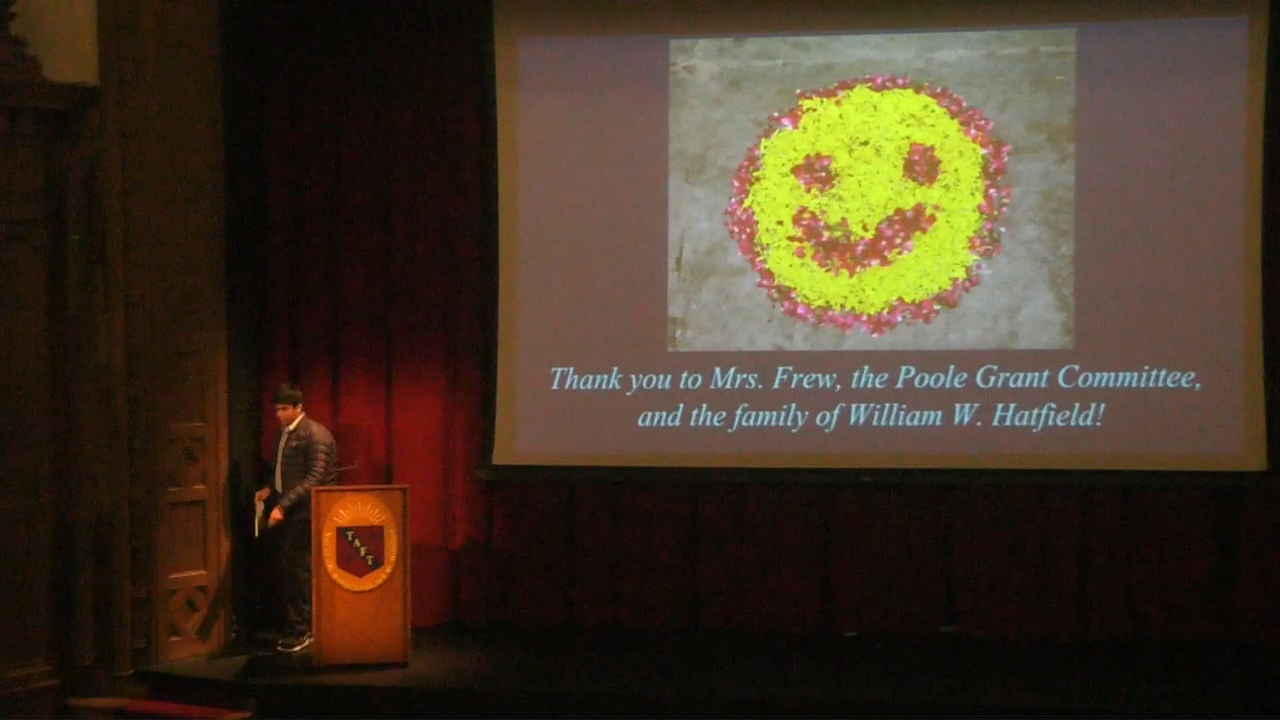 Thank you to Mrs. Frew, the Poole Grant Committee,
and the family of William W. Hatfield!
TAFT